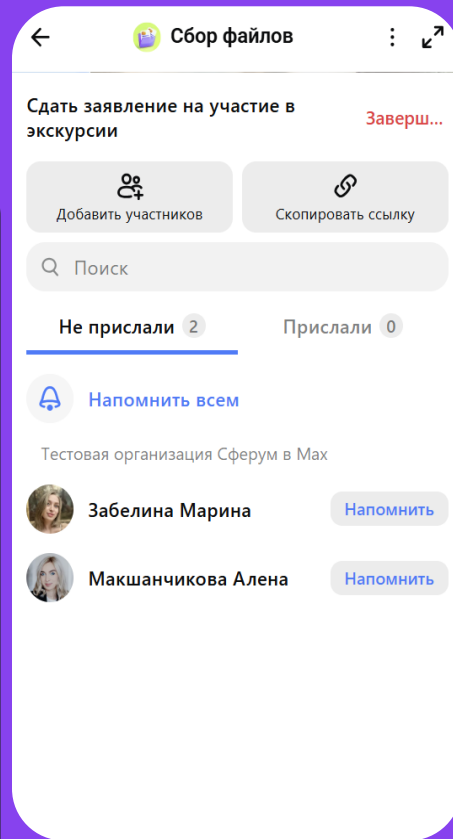 Сбор файлов
Сдать заявление на участие в
экскурсии
Заверш...
Добавить участников
Скопировать ссылку
Поиск
Не прислали 2
Прислали 0
Напомнить всем
Тестовая организация Сферум в Max
Забелина Марина
Напомнить
Макшанчикова Алена
Напомнить